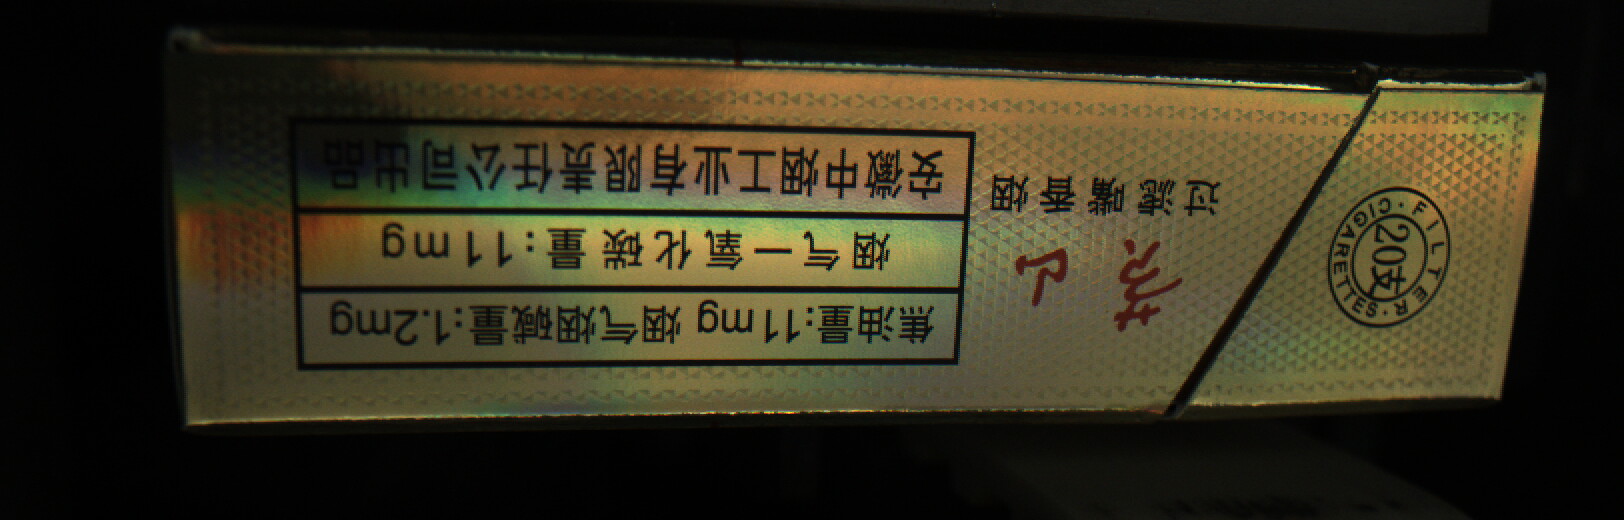 20支
FILTER · CIGARETTES ·
黄山
过滤嘴香烟
焦油量:11mg 烟气烟碱量:1.2mg
烟气一氧化碳量:11mg
安徽中烟工业有限责任公司出品